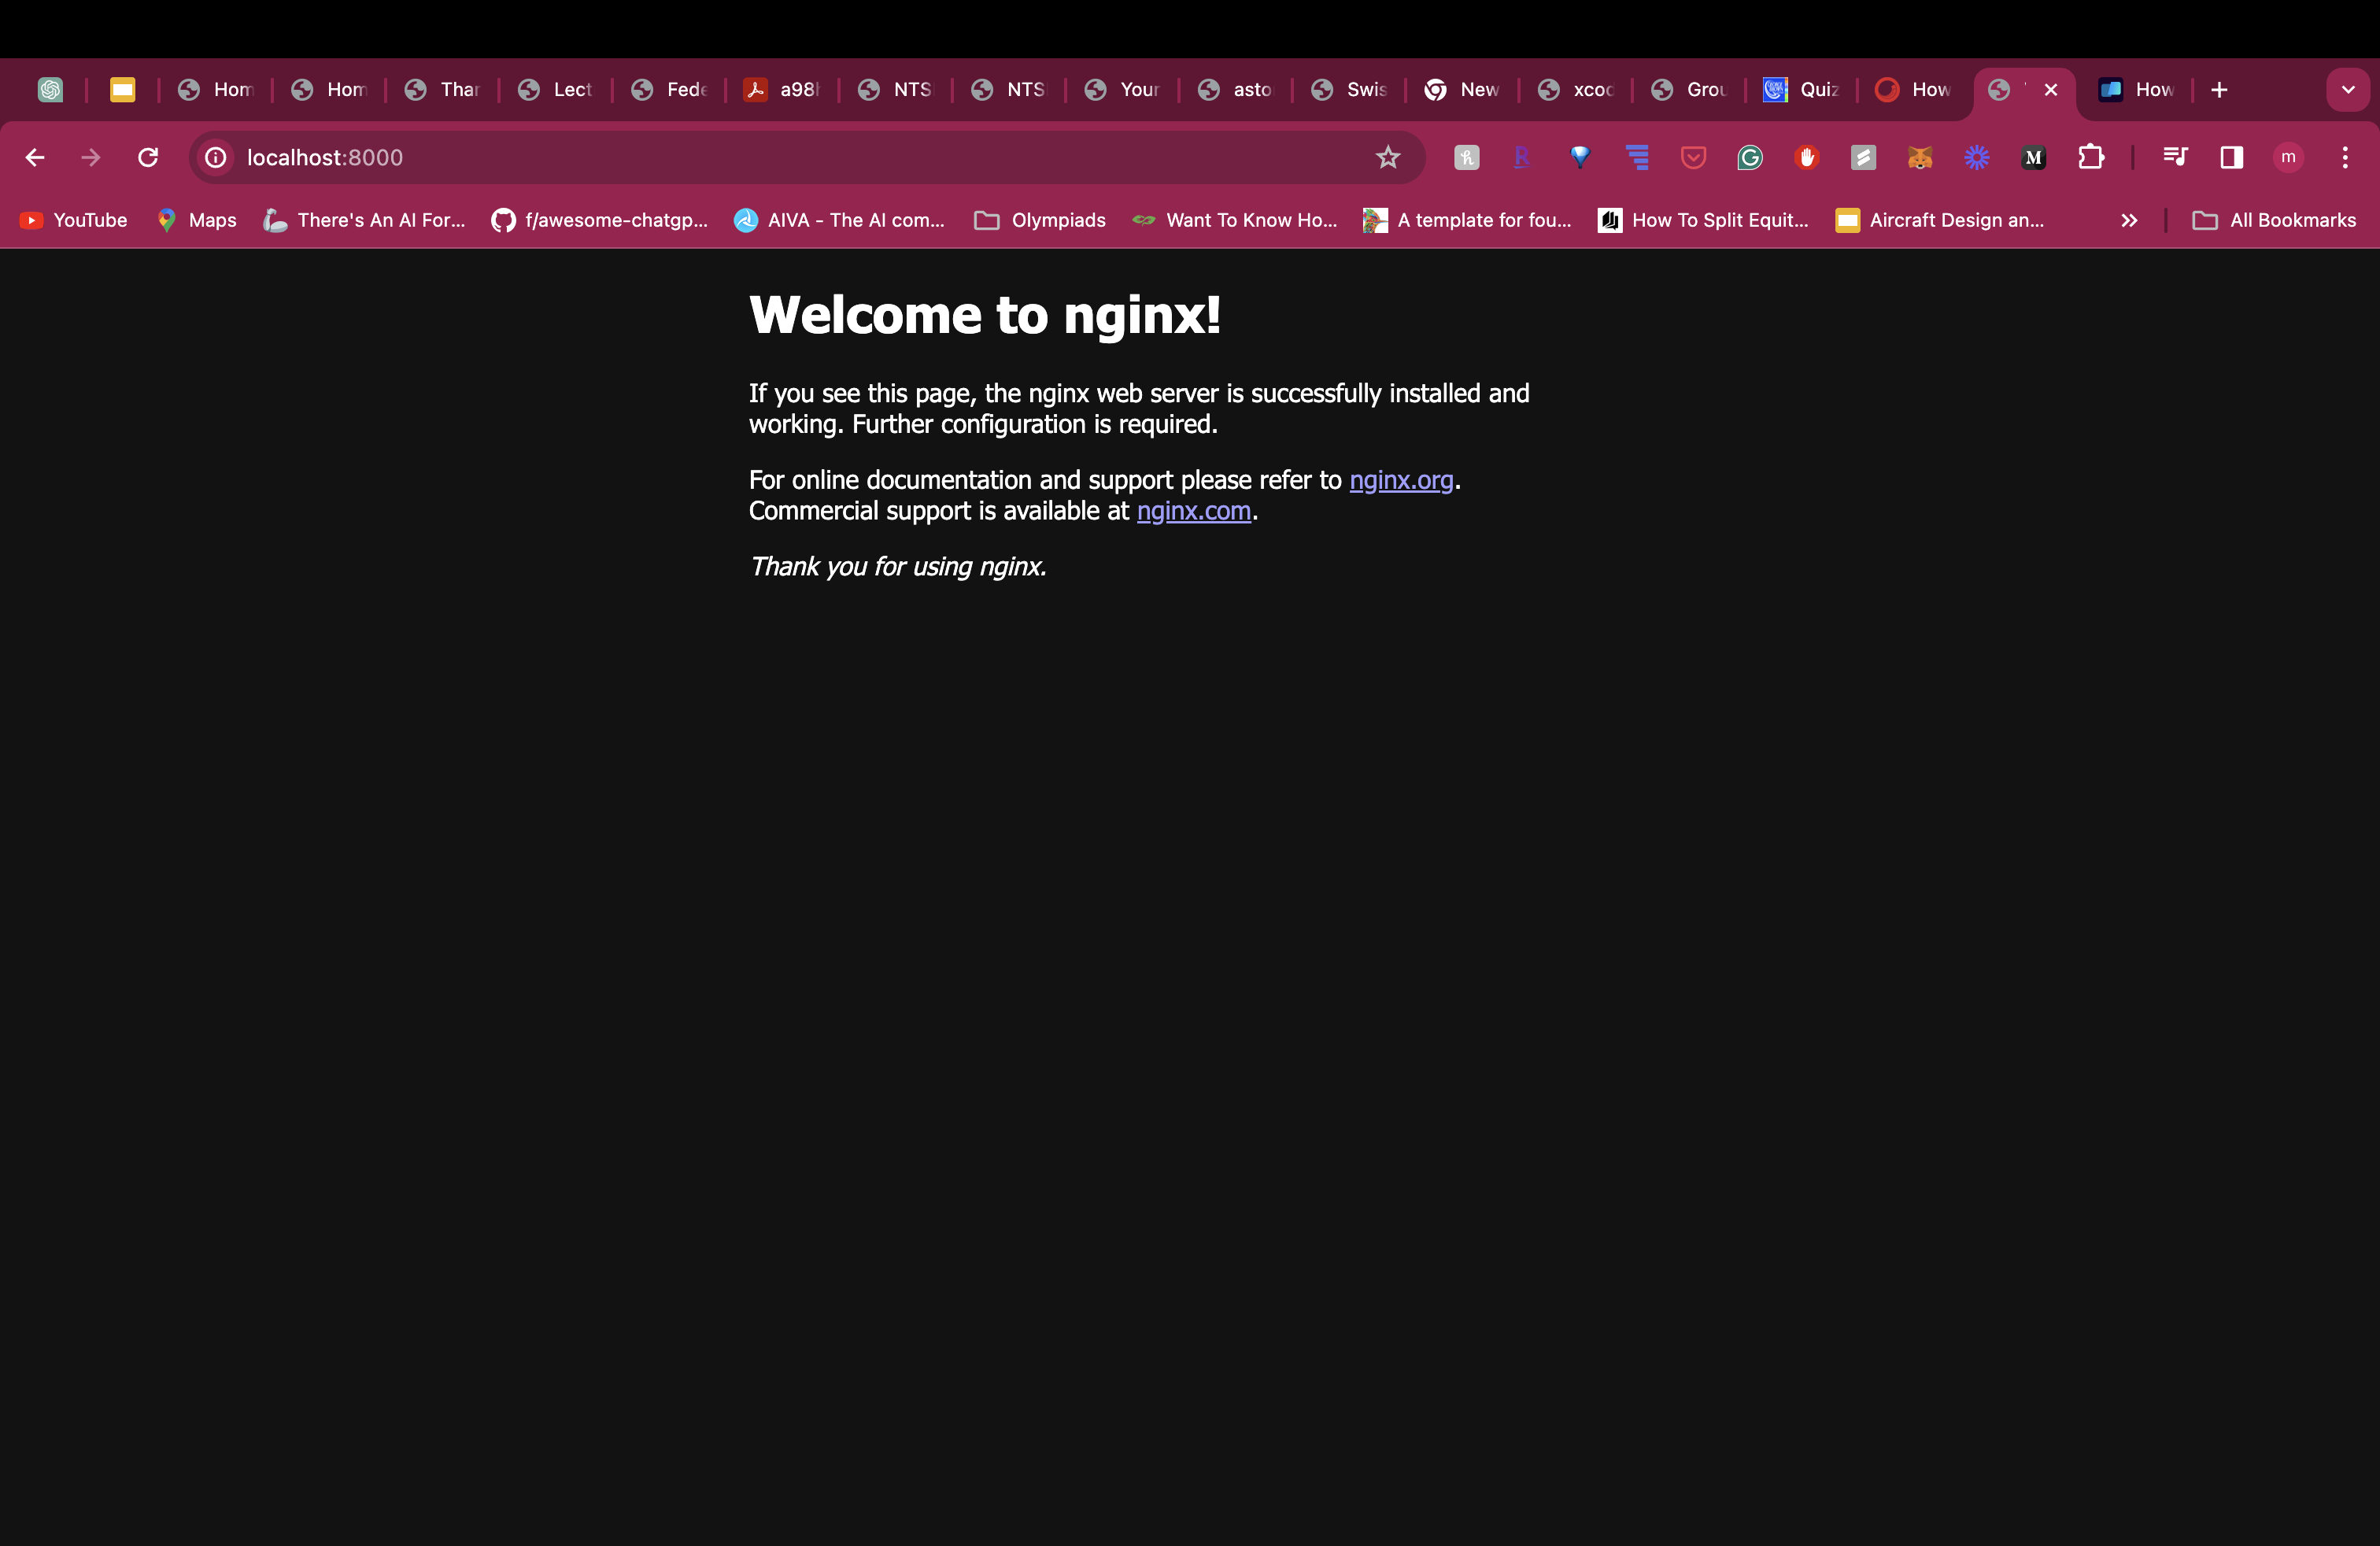 Hom
Hom
Thar
Lect
Fede
a98h
NTS
NTS
Your
asto
Swis
New
xcod
Grou
Quiz
How
How
localhost:8000
M
m
YouTube
Maps
There's An AI For...
f/awesome-chatgp...
AIVA - The AI com...
Olympiads
Want To Know Ho...
A template for fou...
How To Split Equit...
Aircraft Design an...
All Bookmarks
Welcome to nginx!
If you see this page, the nginx web server is successfully installed and
working. Further configuration is required.
For online documentation and support please refer to nginx.org.
Commercial support is available at nginx.com.
Thank you for using nginx.